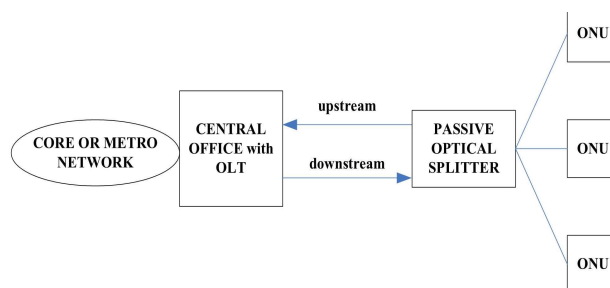 CORE OR METRO
NETWORK
CENTRAL
OFFICE with
OLT
upstream
downstream
PASSIVE
OPTICAL
SPLITTER
ONU
ONU
ONU